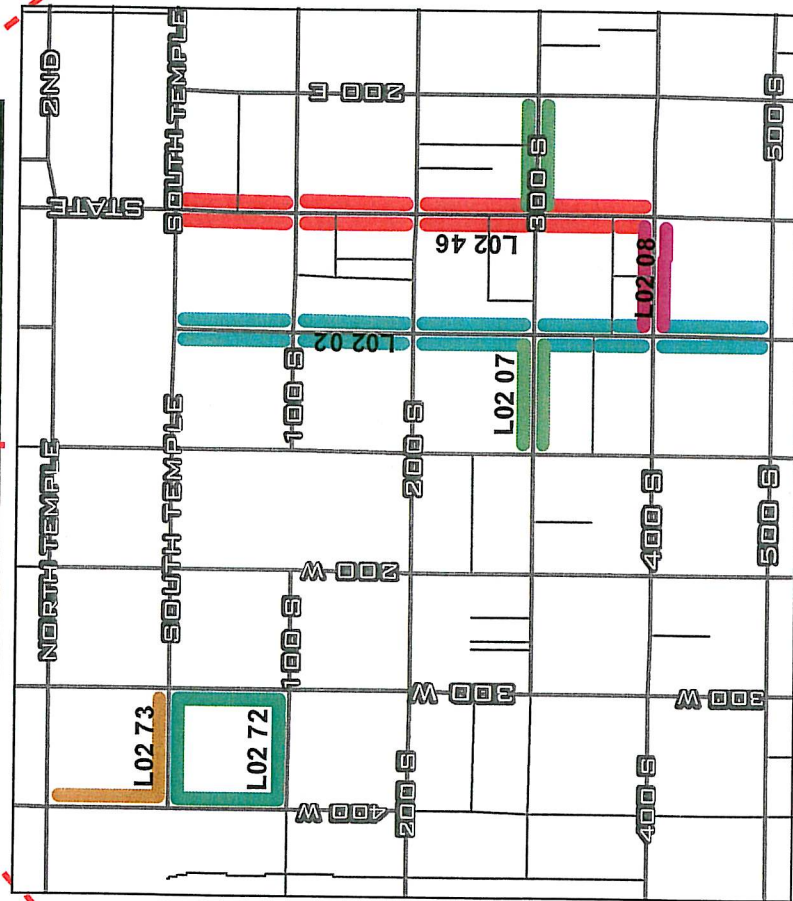 2ND
SOUTH TEMPLE
200 E
500 S
STATE
300 S
L02 46
L02 08
L02 02
100 S
L02 07
200 S
NORTH TEMPLE
SOUTH TEMPLE
400 S
500 S
200 W
100 S
300 W
300 W
L02 73
L02 72
200 S
400 S
400 W